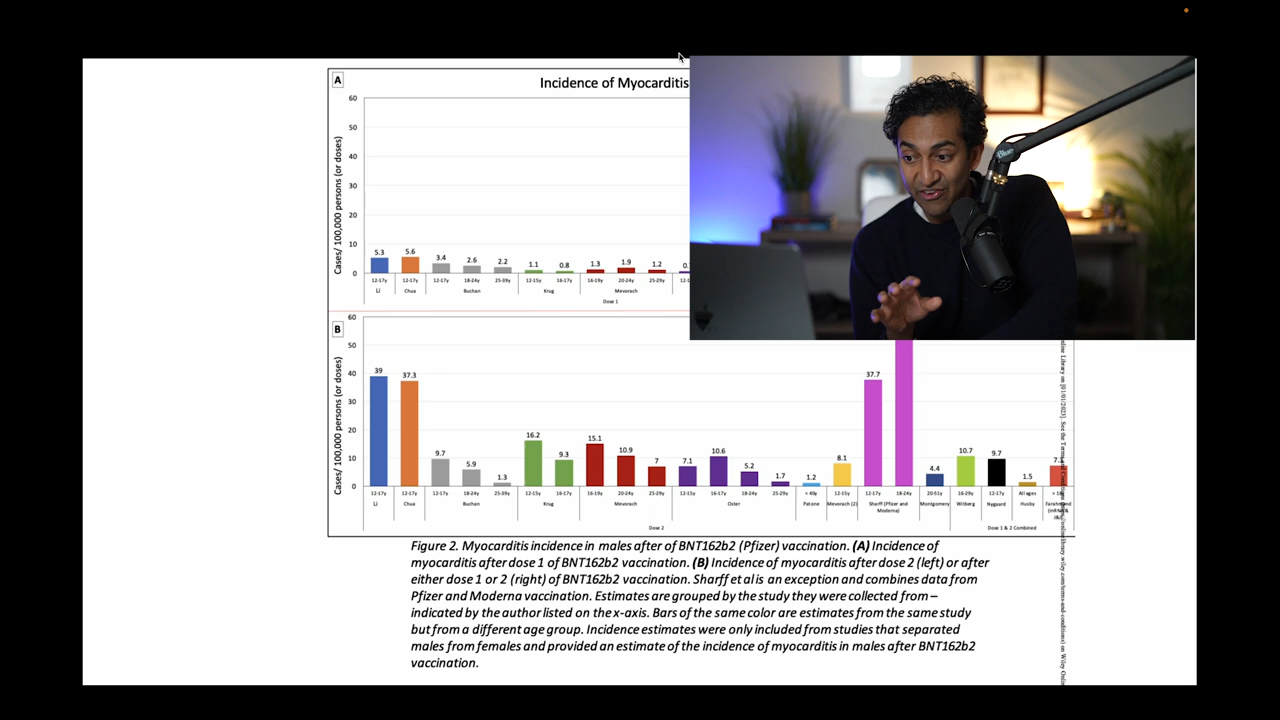 A
Incidence of Myocarditis
Cases/ 100,000 persons (or doses)
60
50
40
30
20
10
0
5.3
5.6
3.4
2.6
2.2
1.1
0.8
1.3
1.9
1.2
12-17y
12-17y
12-17y
18-24y
25-39y
12-15y
16-17y
16-19y
20-24y
25-29y
Li
Chua
Buchan
Krug
Mevorach
Dose 1
B
Cases/ 100,000 persons (or doses)
60
50
40
30
20
10
0
39
37.3
9.7
5.9
1.3
16.2
9.3
15.1
10.9
7
7.1
10.6
5.2
1.7
1.2
8.1
37.7
4.4
10.7
9.7
1.5
12-17y
12-17y
12-17y
18-24y
25-39y
12-15y
16-17y
16-19y
20-24y
25-29y
12-15y
16-17y
18-24y
25-29y
< 40y
12-15y
12-17y
18-24y
20-51y
16-29y
12-17y
All ages
Li
Chua
Buchan
Krug
Mevorach
Oster
Patone
Mevorach (2)
Sharff (Pfizer and
Moderna)
Montgomery
Witberg
Nygaard
Husby
Dose 2
Dose 1 & 2 Combined
Figure 2. Myocarditis incidence in males after of BNT162b2 (Pfizer) vaccination. (A) Incidence of
myocarditis after dose 1 of BNT162b2 vaccination. (B) Incidence of myocarditis after dose 2 (left) or after
either dose 1 or 2 (right) of BNT162b2 vaccination. Sharff et al is an exception and combines data from
Pfizer and Moderna vaccination. Estimates are grouped by the study they were collected from –
indicated by the author listed on the x-axis. Bars of the same color are estimates from the same study
but from a different age group. Incidence estimates were only included from studies that separated
males from females and provided an estimate of the incidence of myocarditis in males after BNT162b2
vaccination.
Blue